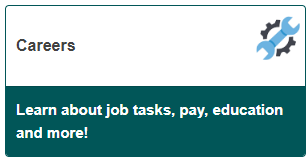 Careers
Learn about job tasks, pay, education
and more!